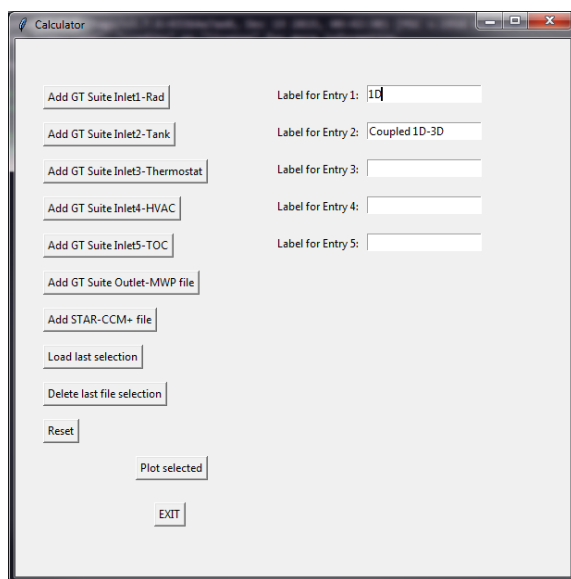 Calculator
Add GT Suite Inlet1-Rad
Label for Entry 1: 1D
Add GT Suite Inlet2-Tank
Label for Entry 2: Coupled 1D-3D
Add GT Suite Inlet3-Thermostat
Label for Entry 3:
Add GT Suite Inlet4-HVAC
Label for Entry 4:
Add GT Suite Inlet5-TOC
Label for Entry 5:
Add GT Suite Outlet-MWP file
Add STAR-CCM+ file
Load last selection
Delete last file selection
Reset
Plot selected
EXIT